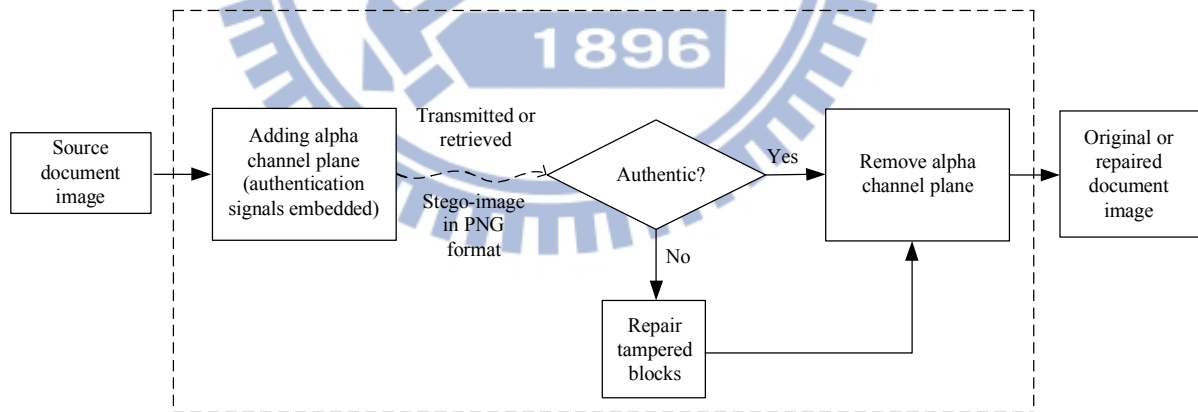 1896
Source
document
image
Adding alpha
channel plane
(authentication
signals embedded)
Transmitted or
retrieved
Stego-image
in PNG
format
Authentic?
Yes
No
Repair
tampered
blocks
Remove alpha
channel plane
Original or
repaired
document
image